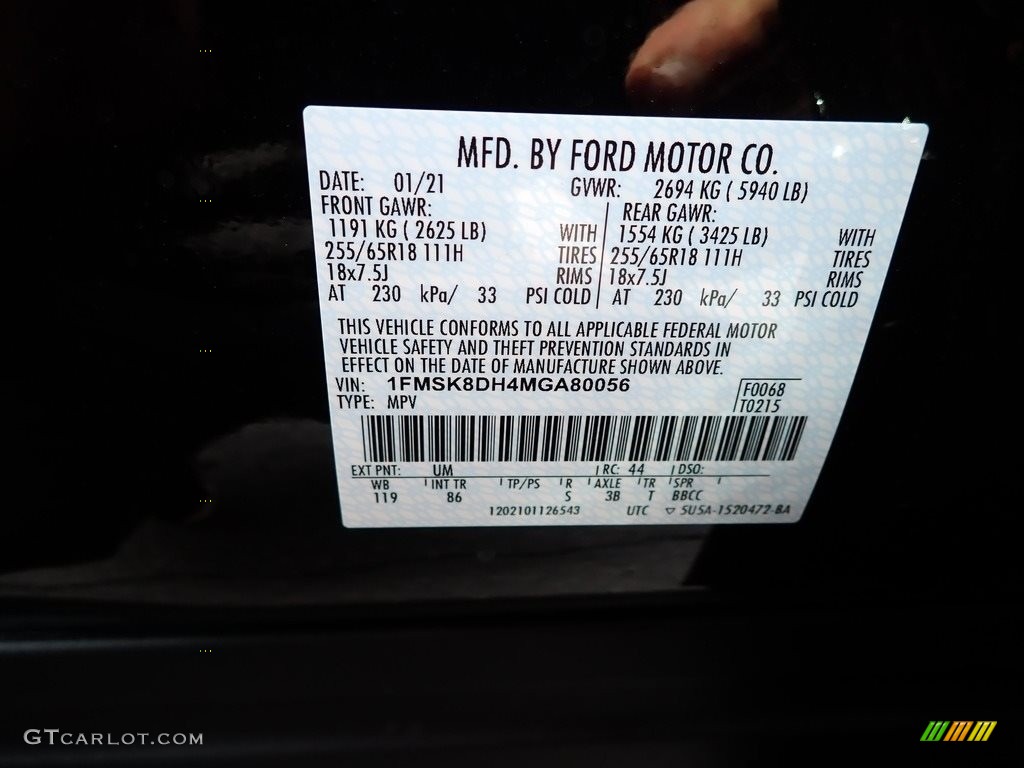 MFD. BY FORD MOTOR CO.
DATE: 01/21 GVWR: 2694 KG ( 5940 LB)
FRONT GAWR: REAR GAWR:
1191 KG ( 2625 LB) WITH 1554 KG ( 3425 LB) WITH
255/65R18 111H TIRES 255/65R18 111H TIRES
18x7.5J RIMS 18x7.5J RIMS
AT 230 kPa/ 33 PSI COLD AT 230 kPa/ 33 PSI COLD
THIS VEHICLE CONFORMS TO ALL APPLICABLE FEDERAL MOTOR
VEHICLE SAFETY AND THEFT PREVENTION STANDARDS IN
EFFECT ON THE DATE OF MANUFACTURE SHOWN ABOVE.
VIN: 1FMSK8DH4MGA80056 F0068
TYPE: MPV T0215
EXT PNT: UM RC: 44 DSO:
WB INT TR TP/PS R AXLE TR SPR
119 86 S 3B T BBCC
1202101126543 UTC ▽ 5U5A-1520472-BA
GTCARLOT.COM